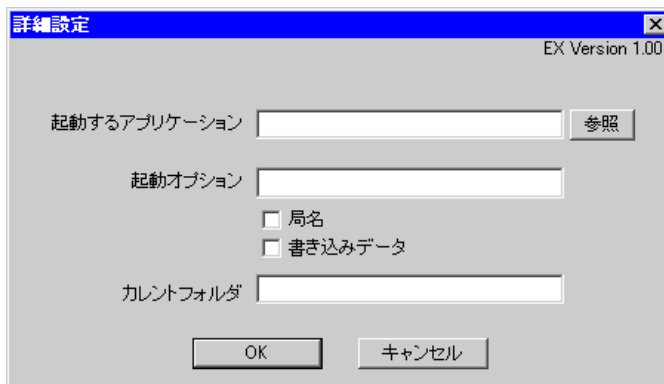 詳細設定
EX Version 1.00
起動するアプリケーション
参照
起動オプション
局名
書き込みデータ
カレントフォルダ
OK キャンセル